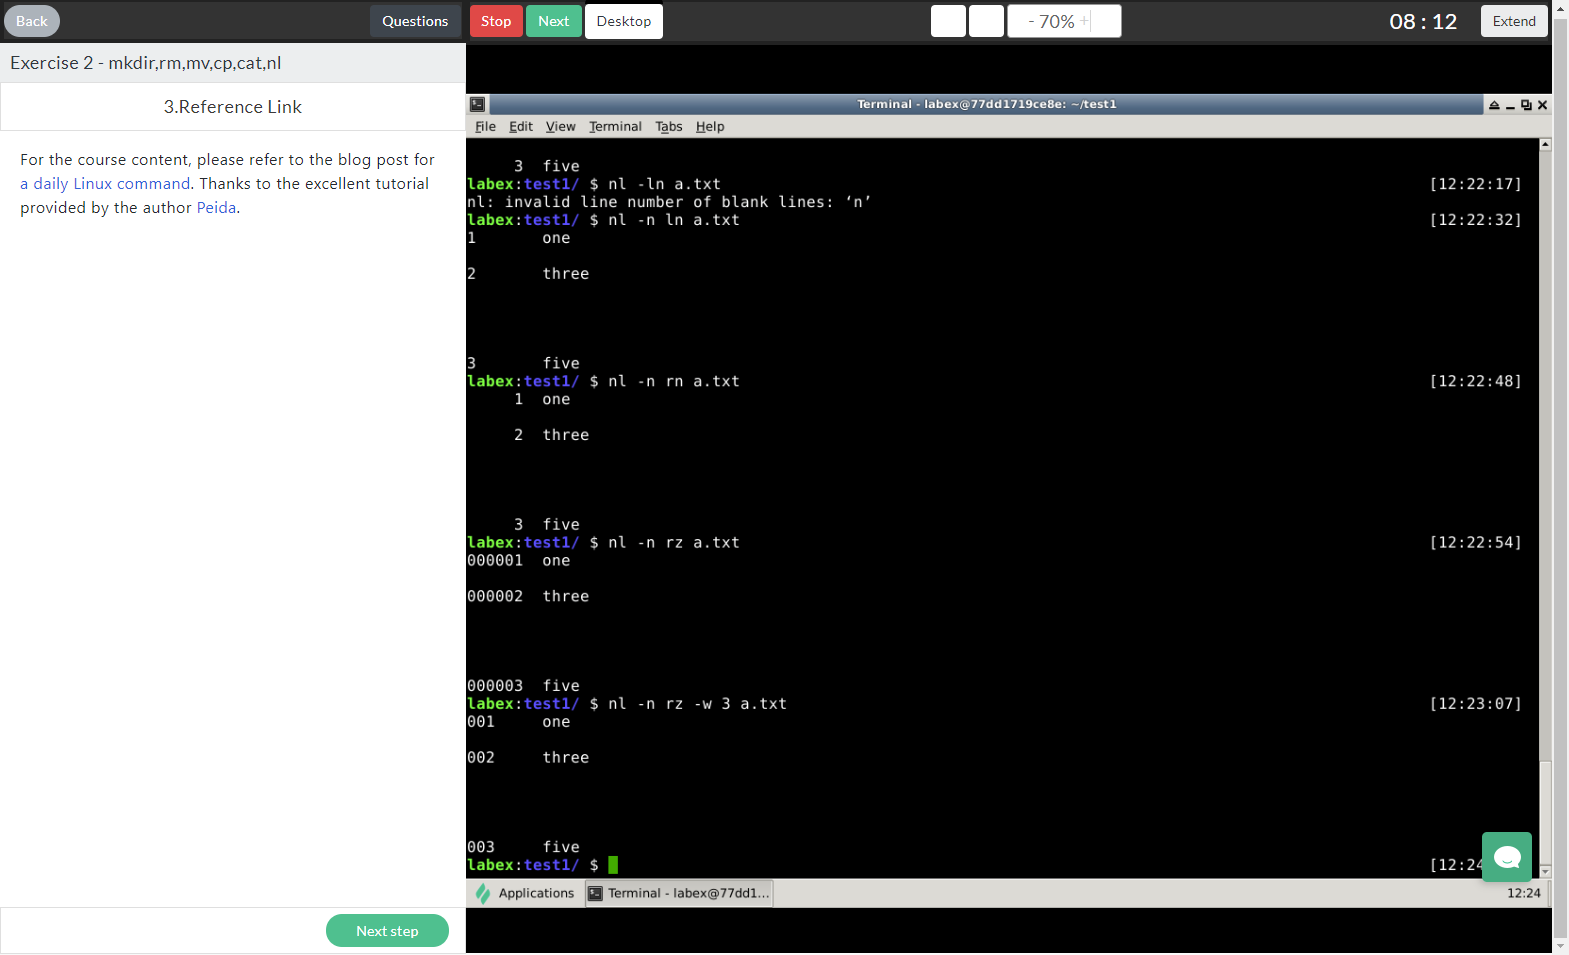 Back
Questions
Stop
Next
Desktop
- 70% +
08 : 12
Extend
Exercise 2 - mkdir,rm,mv,cp,cat,nl
3.Reference Link
For the course content, please refer to the blog post for
a daily Linux command. Thanks to the excellent tutorial
provided by the author Peida.
Next step
Terminal - labex@77dd1719ce8e: ~/test1
File Edit View Terminal Tabs Help
3 five
labex:test1/ $ nl -ln a.txt [12:22:17]
nl: invalid line number of blank lines: ‘n’
labex:test1/ $ nl -n ln a.txt [12:22:32]
1 one
2 three
3 five
labex:test1/ $ nl -n rn a.txt [12:22:48]
1 one
2 three
3 five
labex:test1/ $ nl -n rz a.txt [12:22:54]
000001 one
000002 three
000003 five
labex:test1/ $ nl -n rz -w 3 a.txt [12:23:07]
001 one
002 three
003 five
labex:test1/ $ [12:24
Applications
Terminal - labex@77dd1...
12:24